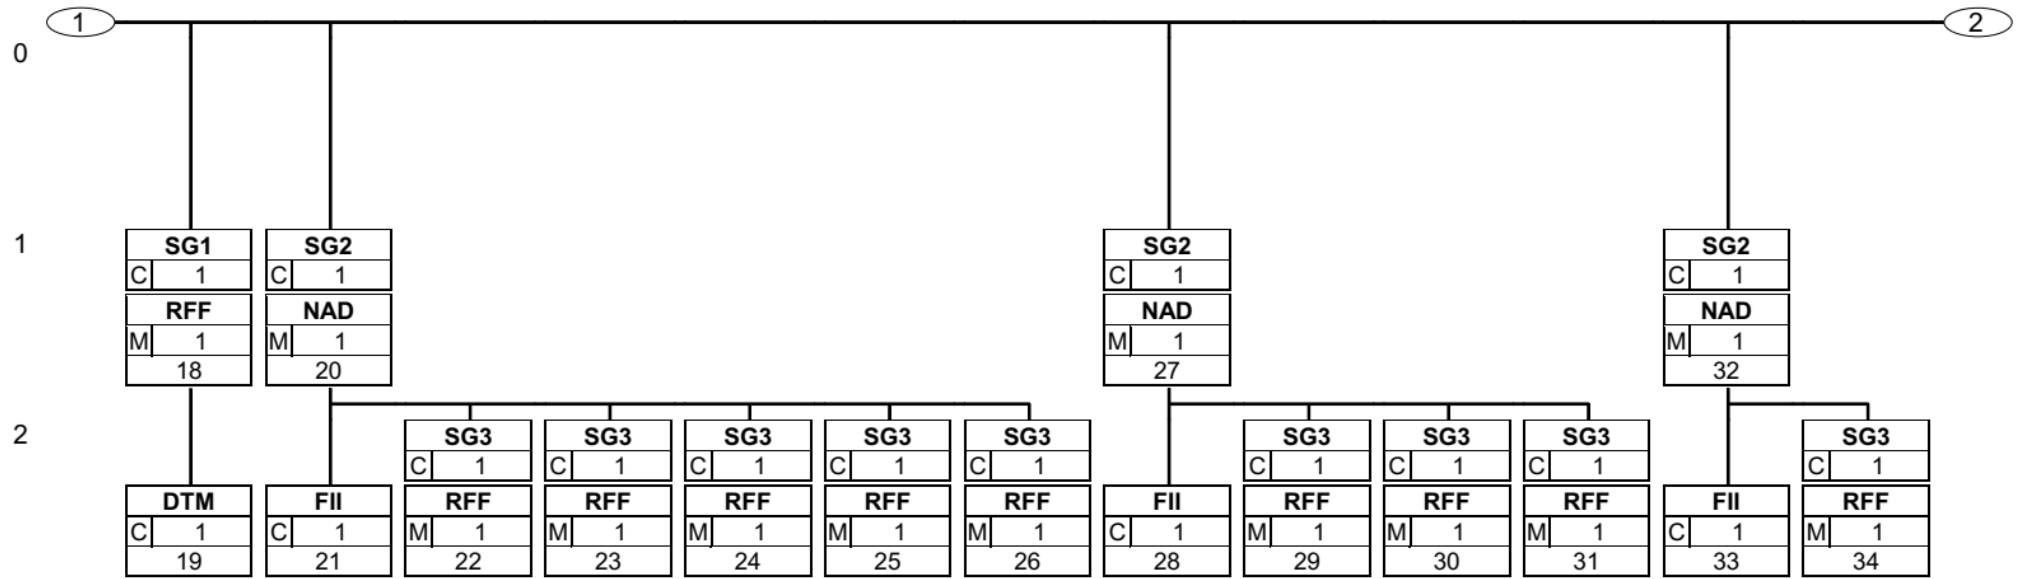 1 2
0
1 SG1 SG2 SG2 SG2
C 1 C 1 C 1 C 1
RFF NAD NAD NAD
M 1 M 1 M 1 M 1
18 20 27 32
2 SG3 SG3 SG3 SG3 SG3 SG3 SG3 SG3 SG3
C 1 C 1 C 1 C 1 C 1 C 1 C 1 C 1 C 1
DTM FII RFF RFF RFF RFF RFF FII RFF RFF RFF FII RFF
C 1 C 1 M 1 M 1 M 1 M 1 M 1 C 1 M 1 M 1 M 1 C 1 M 1
19 21 22 23 24 25 26 28 29 30 31 33 34